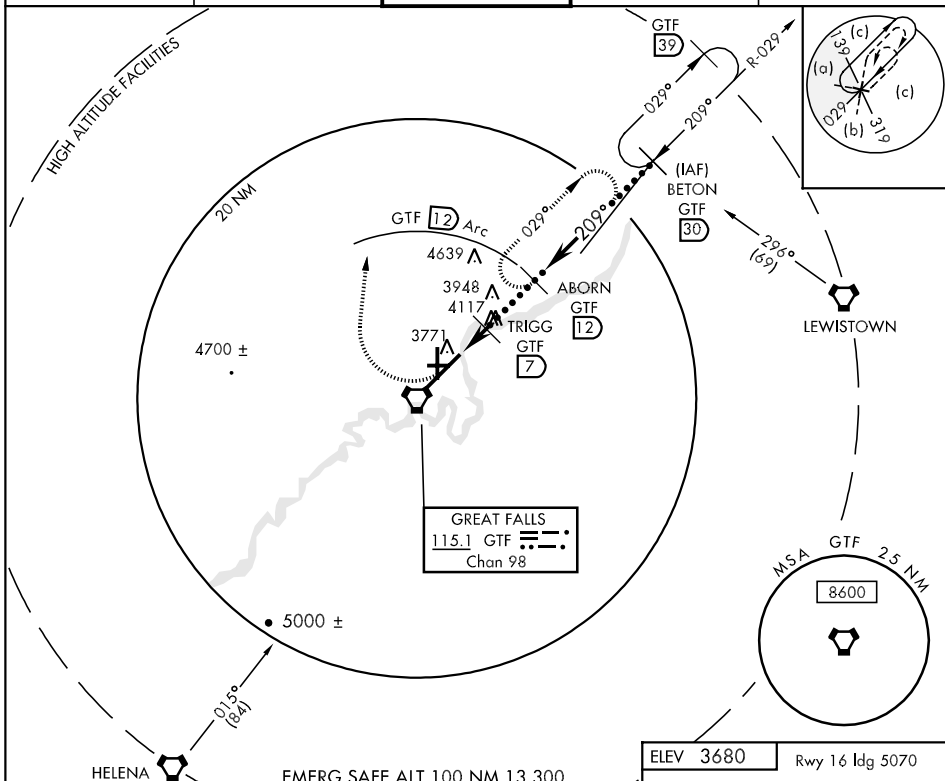 HIGH ALTITUDE FACILITIES
20 NM
GTF
39
029°
209°
R-029
139
(c)
(a)
(c)
029
(b)
319
(IAF)
BETON
GTF
30
029°
209°
GTF 12 Arc
296°
(69)
LEWISTOWN
4639
3948
4117
3771
4700 ±
ABORN
GTF
12
TRIGG
GTF
7
GREAT FALLS
115.1 GTF
Chan 98
MSA GTF 25 NM
8600
5000 ±
015°
(84)
HELENA
EMERG SAFE ALT 100 NM 13,300
ELEV 3680
Rwy 16 ldg 5070